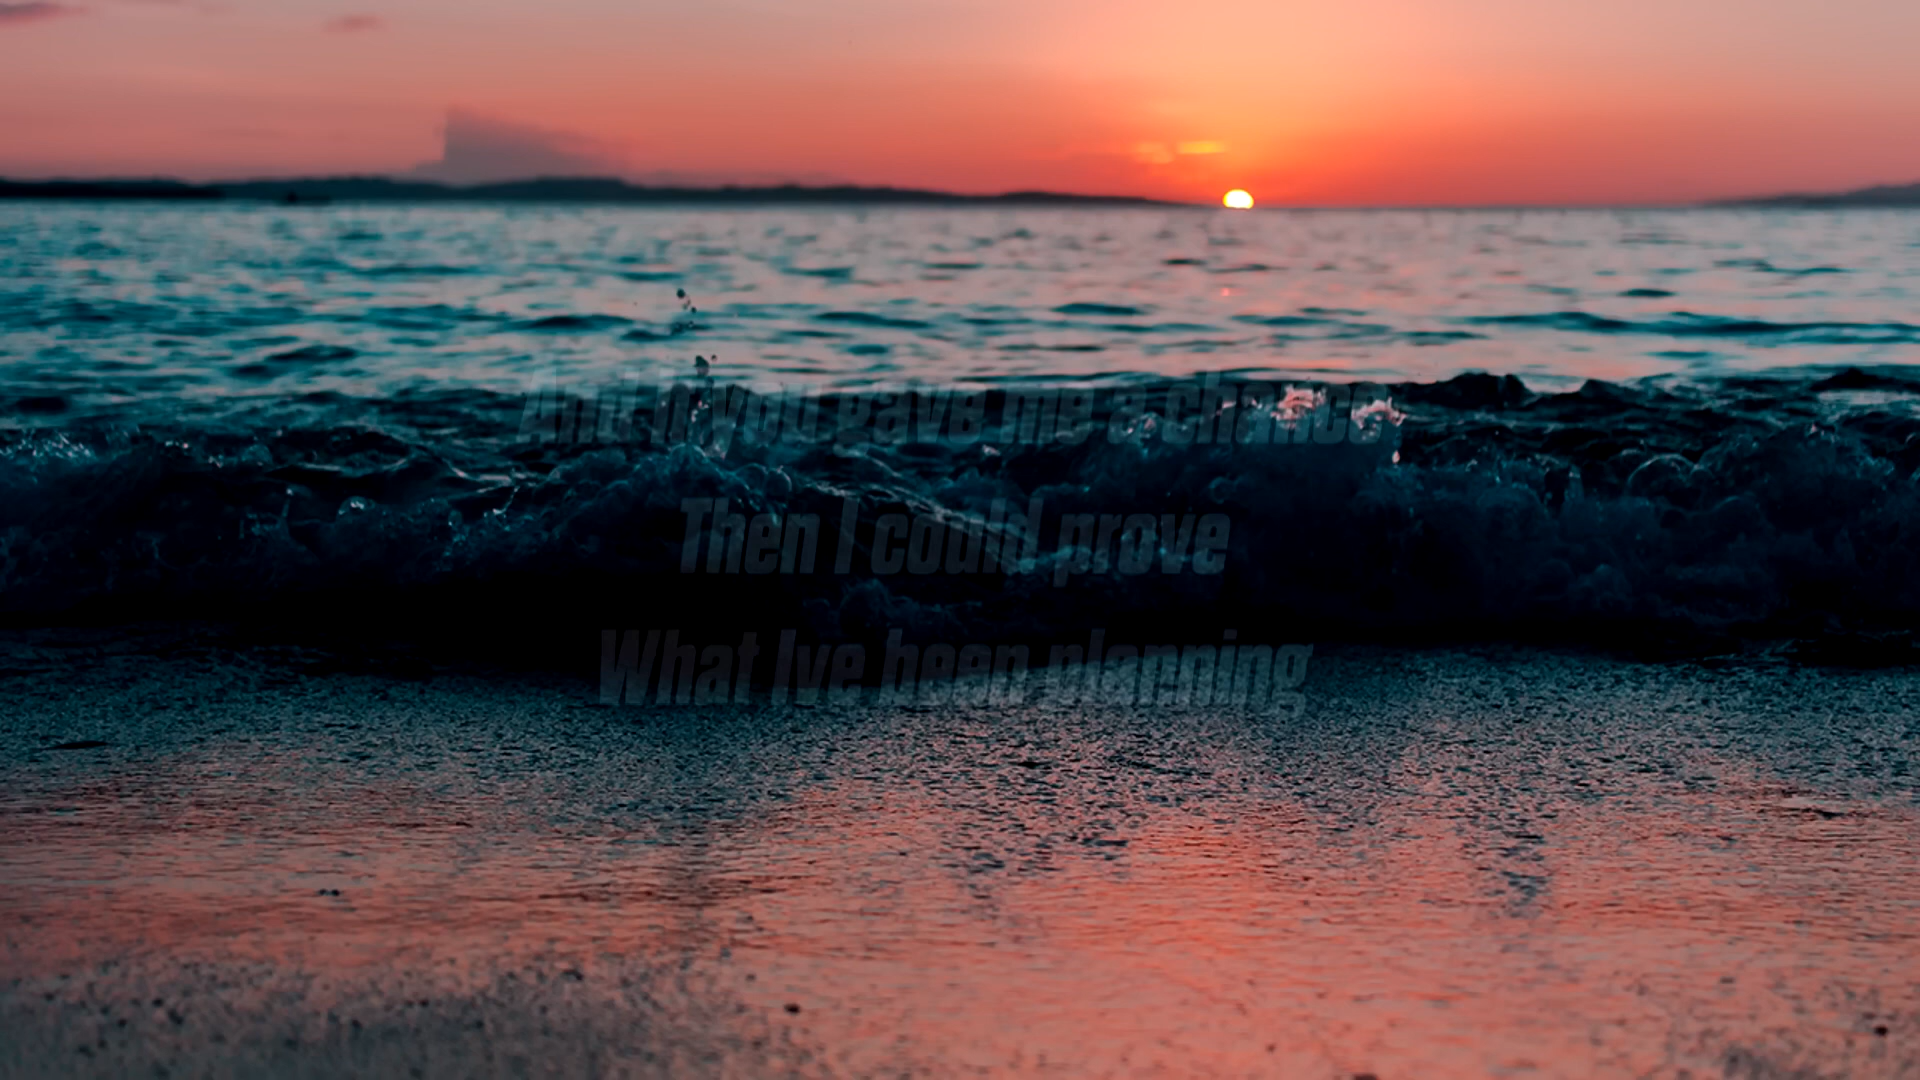 And if you gave me a chance
Then I could prove
What Ive been planning